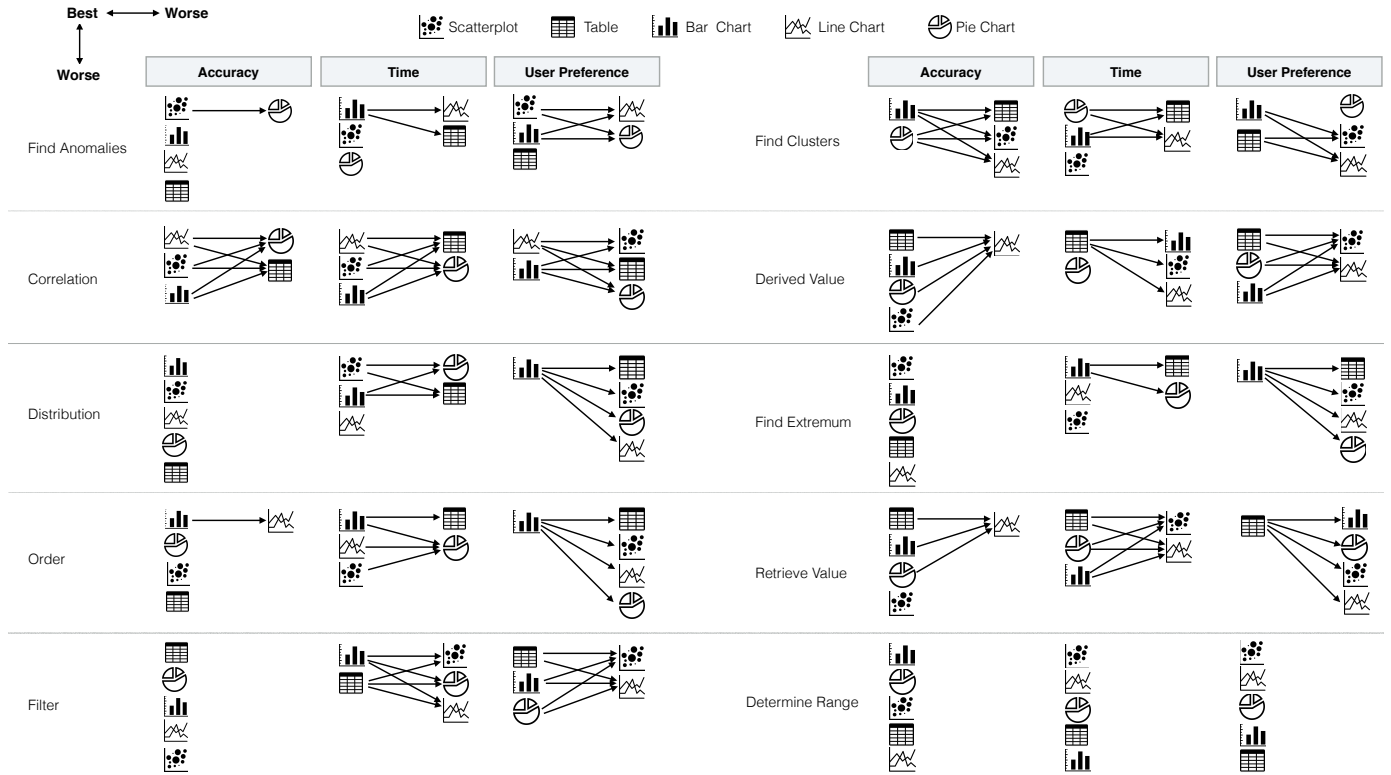 Best Worse
Worse
Scatterplot Table Bar Chart Line Chart Pie Chart
Accuracy Time User Preference Accuracy Time User Preference
Find Anomalies Find Clusters
Correlation Derived Value
Distribution Find Extremum
Order Retrieve Value
Filter Determine Range